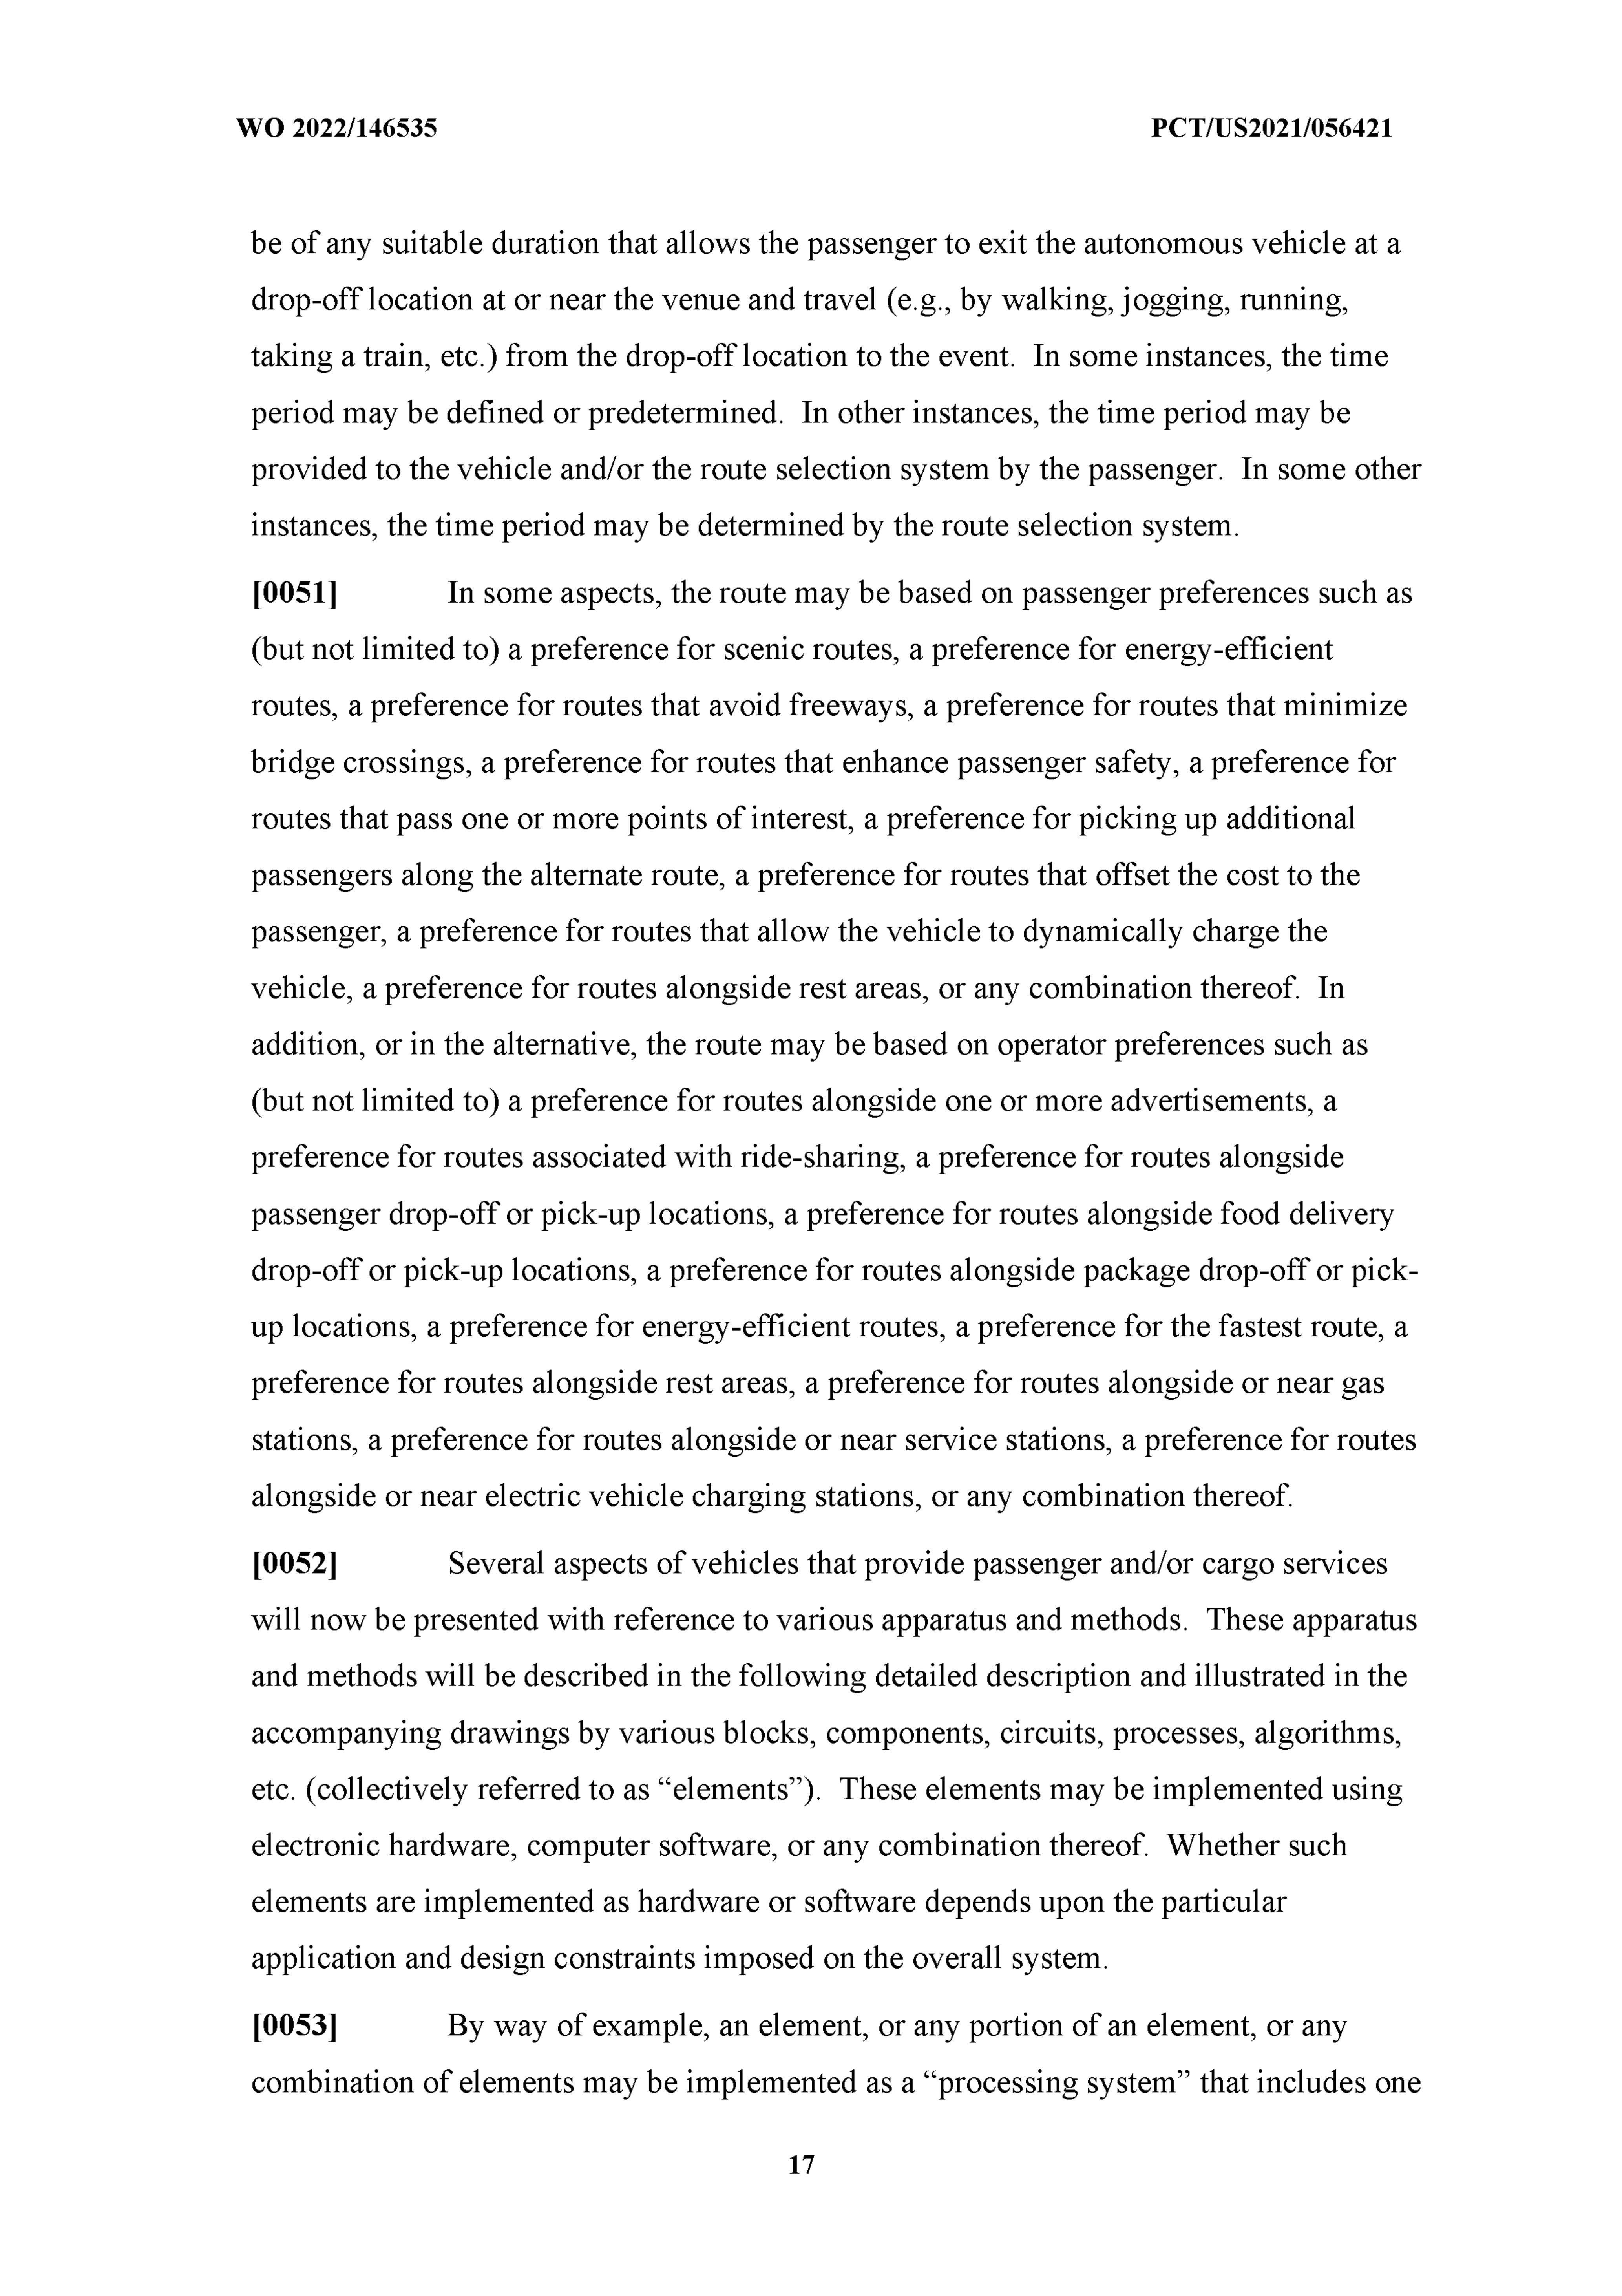 WO 2022/146535 PCT/US2021/056421
be of any suitable duration that allows the passenger to exit the autonomous vehicle at a
drop-off location at or near the venue and travel (e.g., by walking, jogging, running,
taking a train, etc.) from the drop-off location to the event.  In some instances, the time
period may be defined or predetermined.  In other instances, the time period may be
provided to the vehicle and/or the route selection system by the passenger.  In some other
instances, the time period may be determined by the route selection system.
[0051] In some aspects, the route may be based on passenger preferences such as
(but not limited to) a preference for scenic routes, a preference for energy-efficient
routes, a preference for routes that avoid freeways, a preference for routes that minimize
bridge crossings, a preference for routes that enhance passenger safety, a preference for
routes that pass one or more points of interest, a preference for picking up additional
passengers along the alternate route, a preference for routes that offset the cost to the
passenger, a preference for routes that allow the vehicle to dynamically charge the
vehicle, a preference for routes alongside rest areas, or any combination thereof.  In
addition, or in the alternative, the route may be based on operator preferences such as
(but not limited to) a preference for routes alongside one or more advertisements, a
preference for routes associated with ride-sharing, a preference for routes alongside
passenger drop-off or pick-up locations, a preference for routes alongside food delivery
drop-off or pick-up locations, a preference for routes alongside package drop-off or pick-
up locations, a preference for energy-efficient routes, a preference for the fastest route, a
preference for routes alongside rest areas, a preference for routes alongside or near gas
stations, a preference for routes alongside or near service stations, a preference for routes
alongside or near electric vehicle charging stations, or any combination thereof.
[0052] Several aspects of vehicles that provide passenger and/or cargo services
will now be presented with reference to various apparatus and methods.  These apparatus
and methods will be described in the following detailed description and illustrated in the
accompanying drawings by various blocks, components, circuits, processes, algorithms,
etc. (collectively referred to as “elements”).  These elements may be implemented using
electronic hardware, computer software, or any combination thereof.  Whether such
elements are implemented as hardware or software depends upon the particular
application and design constraints imposed on the overall system.
[0053] By way of example, an element, or any portion of an element, or any
combination of elements may be implemented as a “processing system” that includes one
17